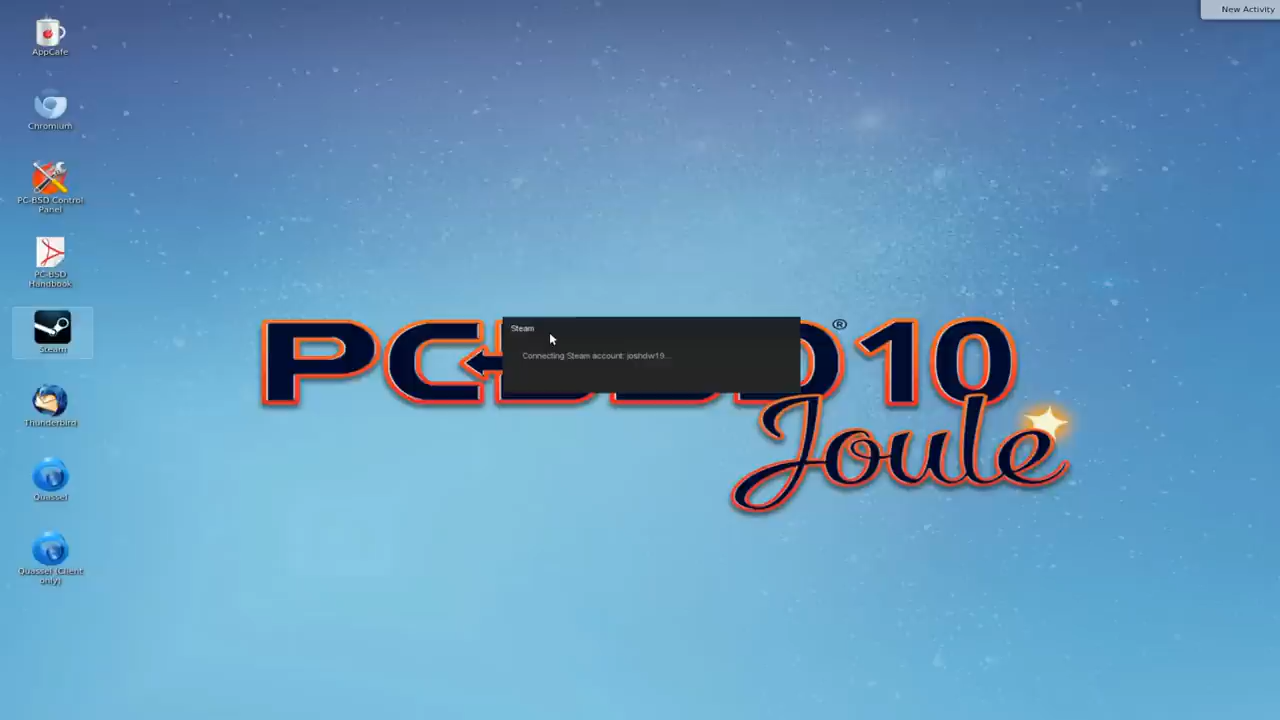 New Activity
AppCafe
Chromium
PC-BSD Control
Panel
PC-BSD
Handbook
Steam
Thunderbird
Quassel
Quassel (Client
only)
Steam
Connecting Steam account: joshdw19...
PC
®
10
Joule